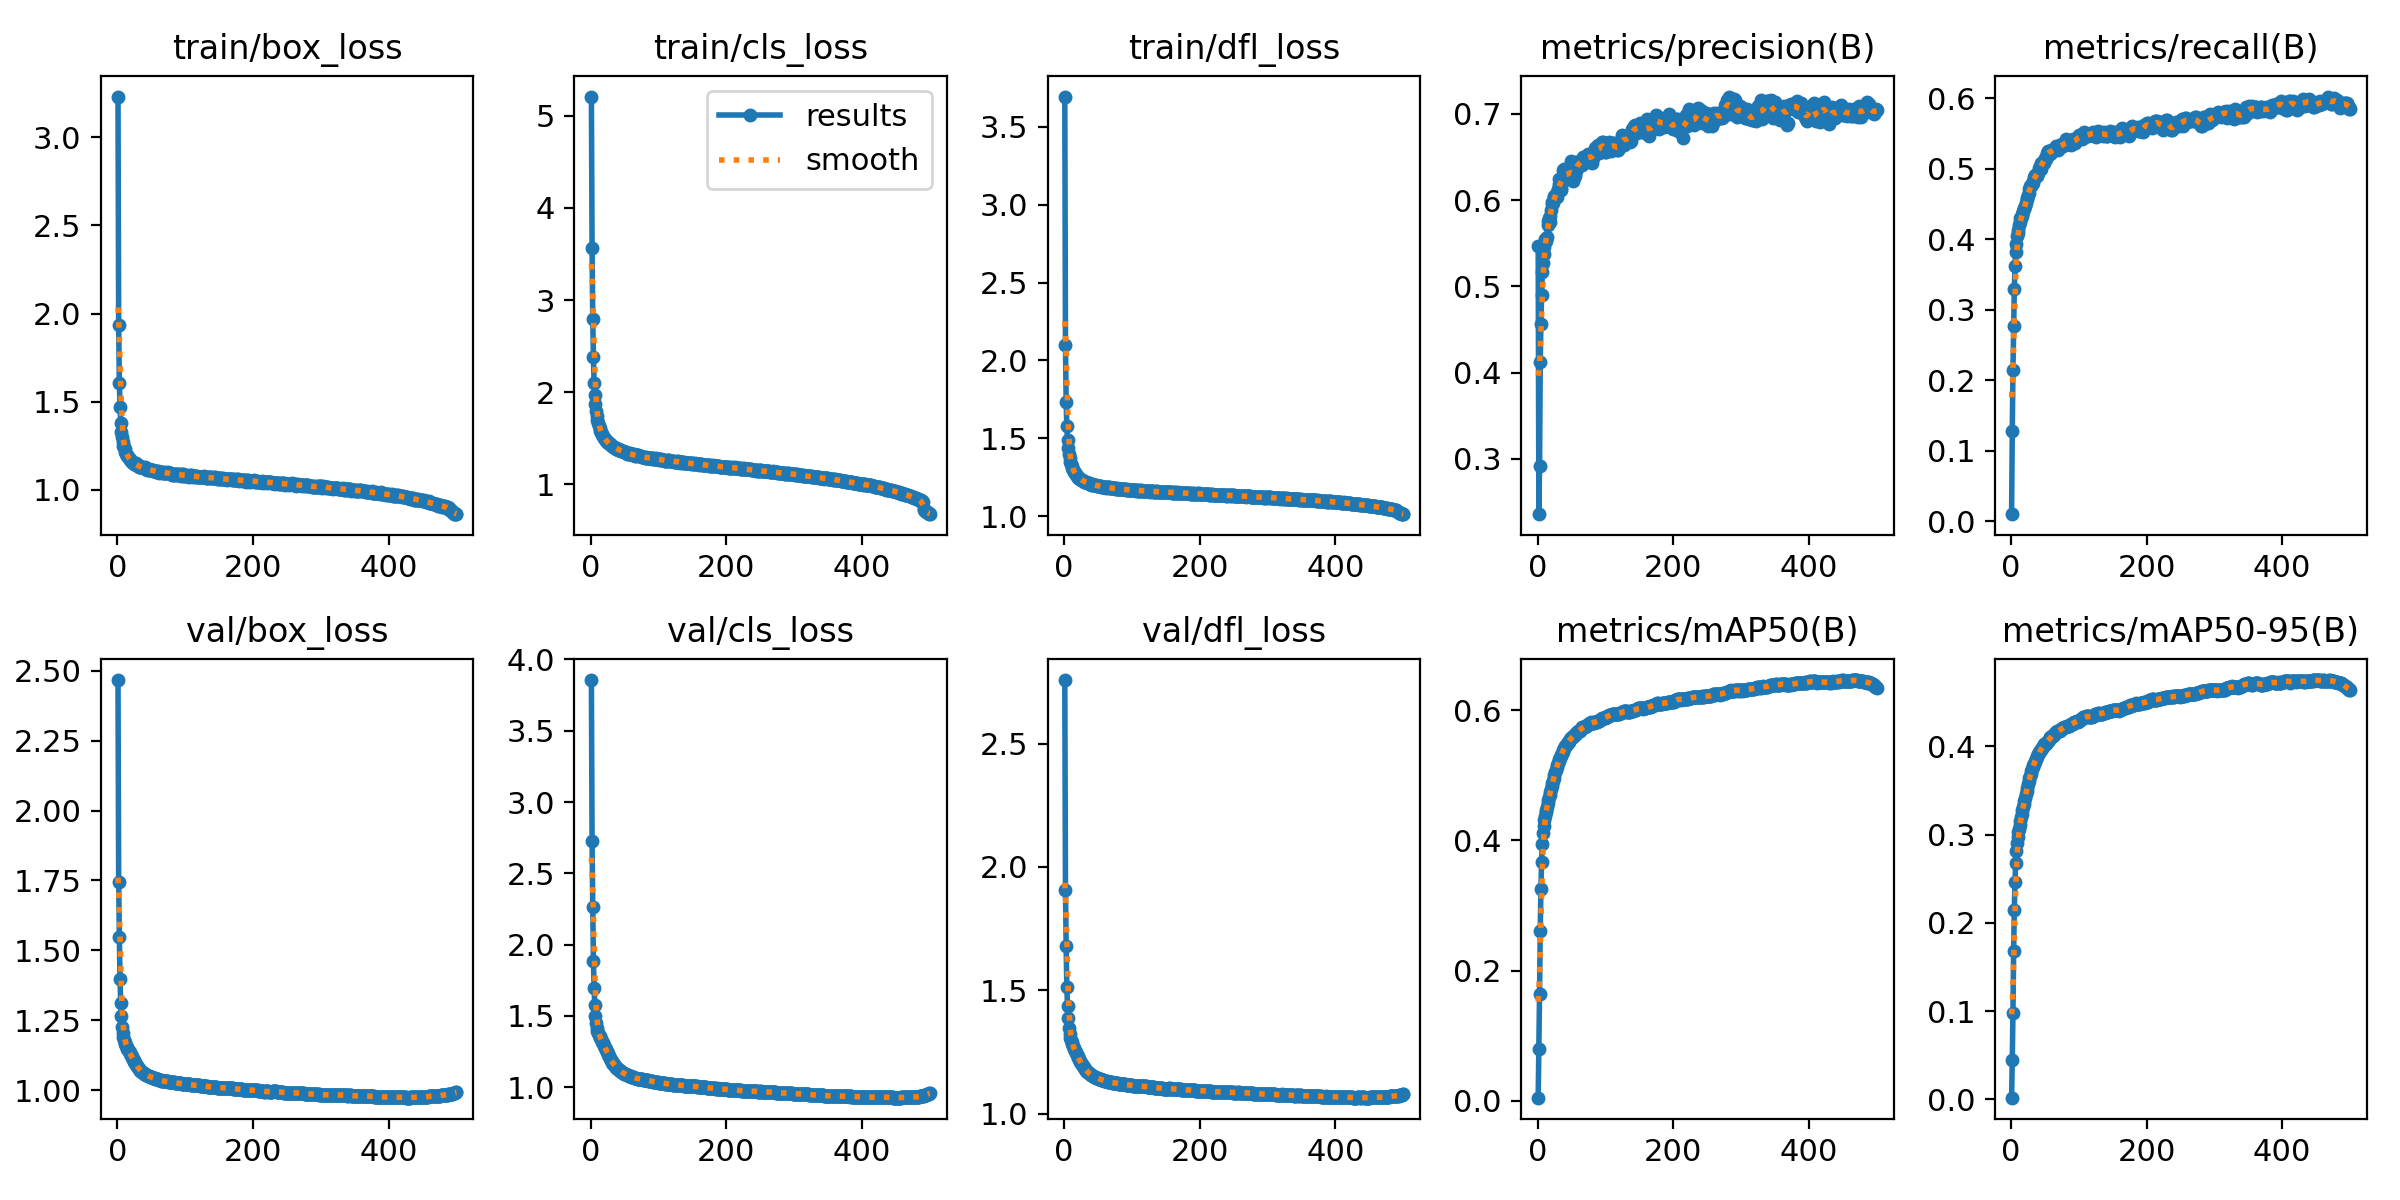 train/box_loss
3.0
2.5
2.0
1.5
1.0
0 200 400
train/cls_loss
results
smooth
5
4
3
2
1
0 200 400
train/dfl_loss
3.5
3.0
2.5
2.0
1.5
1.0
0 200 400
metrics/precision(B)
0.7
0.6
0.5
0.4
0.3
0 200 400
metrics/recall(B)
0.6
0.5
0.4
0.3
0.2
0.1
0.0
0 200 400
val/box_loss
2.50
2.25
2.00
1.75
1.50
1.25
1.00
0 200 400
val/cls_loss
4.0
3.5
3.0
2.5
2.0
1.5
1.0
0 200 400
val/dfl_loss
2.5
2.0
1.5
1.0
0 200 400
metrics/mAP50(B)
0.6
0.4
0.2
0.0
0 200 400
metrics/mAP50-95(B)
0.4
0.3
0.2
0.1
0.0
0 200 400